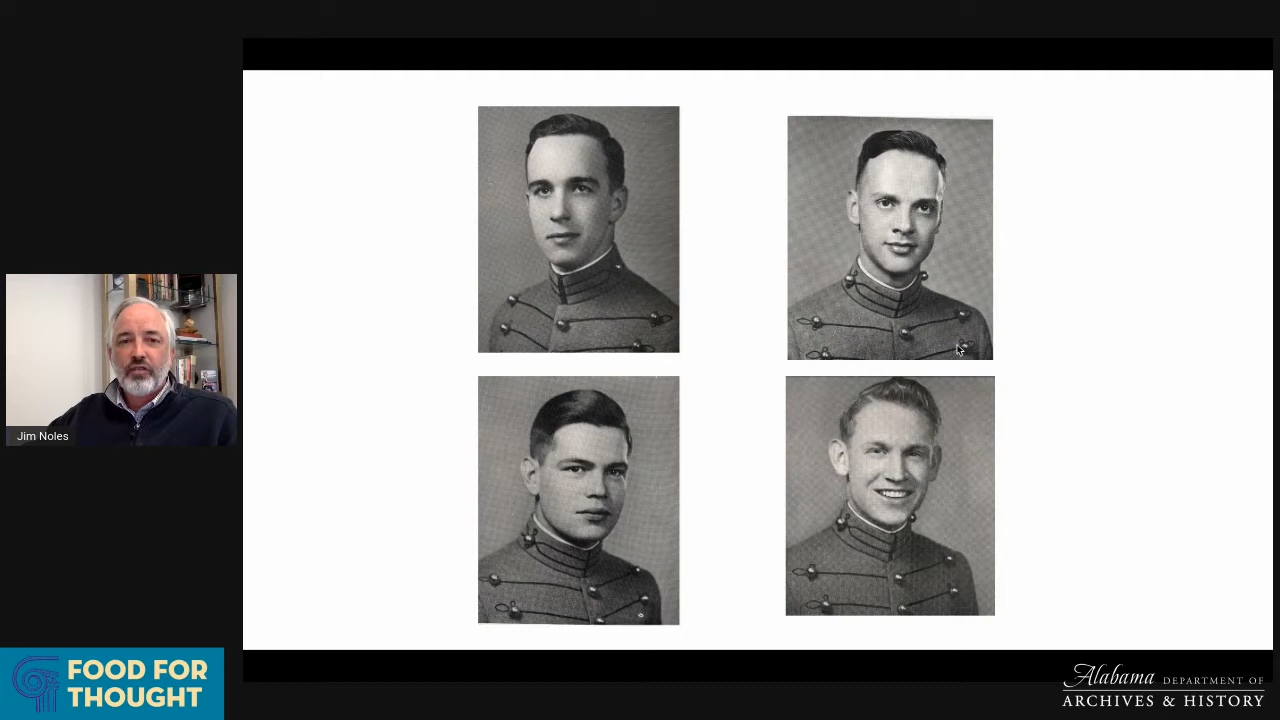 Jim Noles
FOOD FOR
THOUGHT
Alabama DEPARTMENT OF
ARCHIVES & HISTORY